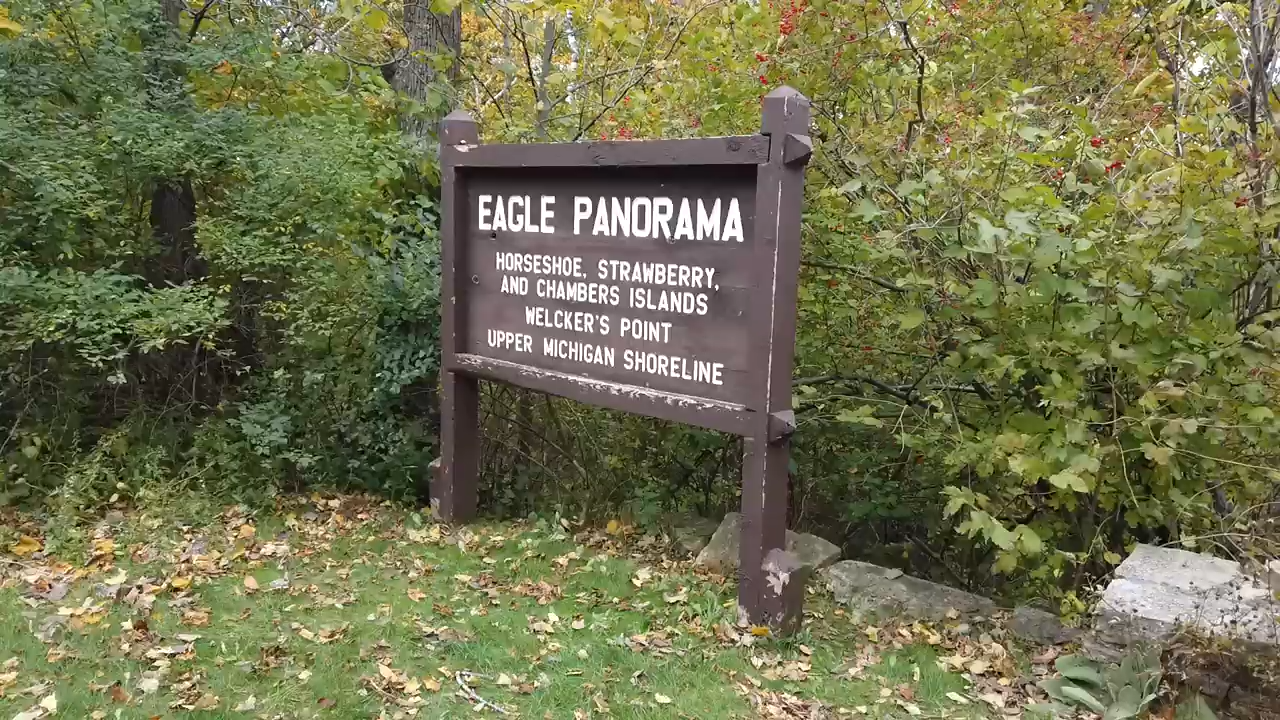 EAGLE PANORAMA
HORSESHOE, STRAWBERRY,
AND CHAMBERS ISLANDS
WELCKER'S POINT
UPPER MICHIGAN SHORELINE